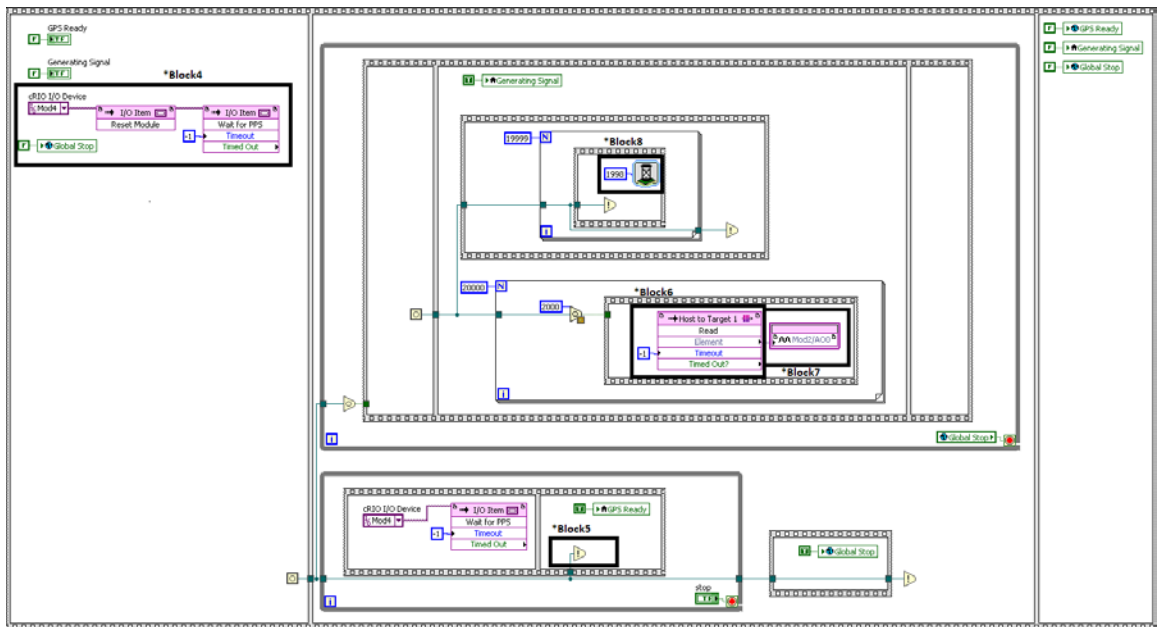 GPS Ready
F
TF
Generating Signal
F
TF
*Block4
cRIO I/O Device
Mod4
I/O Item
Reset Module
I/O Item
Wait for PPS
-1
Timeout
Timed Out
F
Global Stop
Generating Signal
19999
N
*Block8
1998
i
20000
N
2000
*Block6
Host to Target 1
Read
Element
-1
Timeout
Timed Out?
Mod2/AO0
*Block7
i
i
Global Stop
cRIO I/O Device
Mod4
I/O Item
Wait for PPS
-1
Timeout
Timed Out
GPS Ready
*Block5
stop
TF
i
Global Stop
F
GPS Ready
F
Generating Signal
F
Global Stop